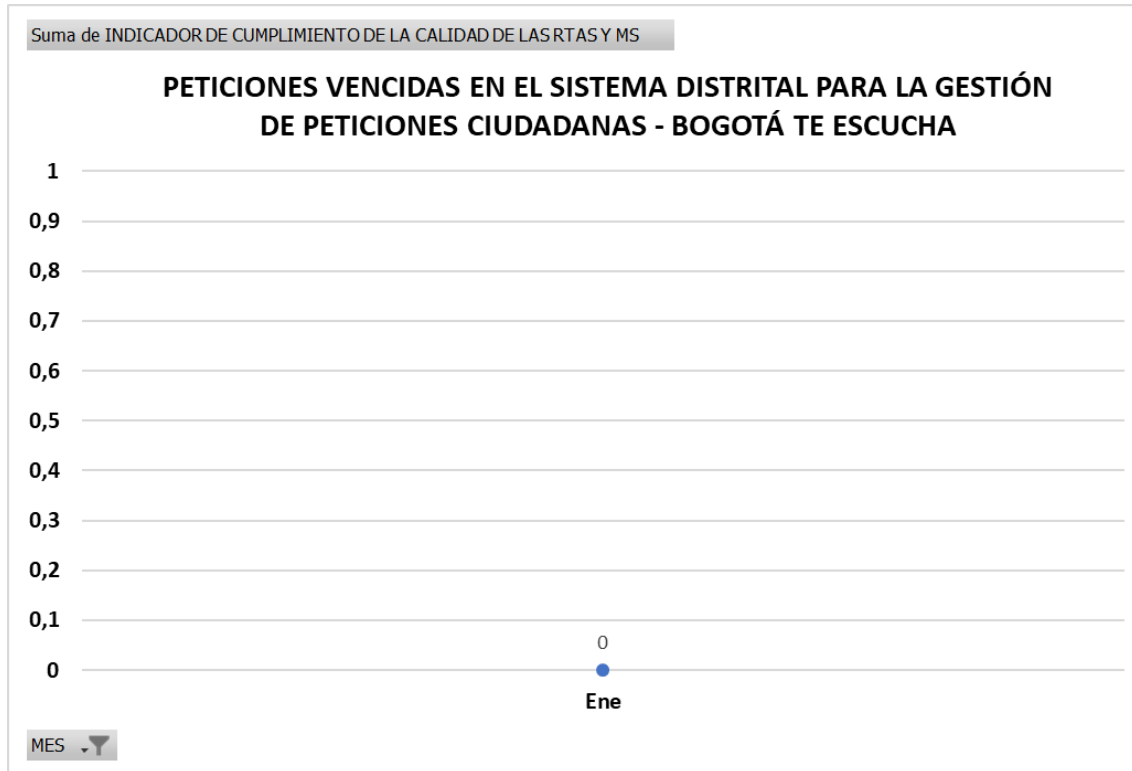 Suma de INDICADOR DE CUMPLIMIENTO DE LA CALIDAD DE LAS RTAS Y MS
PETICIONES VENCIDAS EN EL SISTEMA DISTRITAL PARA LA GESTIÓN
DE PETICIONES CIUDADANAS - BOGOTÁ TE ESCUCHA
1
0,9
0,8
0,7
0,6
0,5
0,4
0,3
0,2
0,1
0
0
Ene
MES